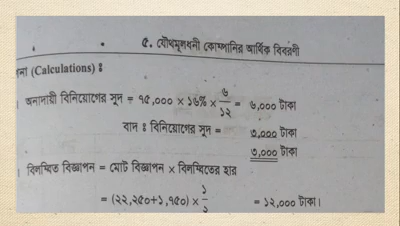 ৫. যৌথমূলধনী কোম্পানির আর্থিক বিবরণী
(Calculations) :
অনাদায়ী বিনিয়োগের সুদ = ৭৫,০০০ × ১৬% × ৬/১২ = ৬,০০০ টাকা
বাদ : বিনিয়োগের সুদ = ৩,০০০ টাকা
৩,০০০ টাকা
। বিলম্বিত বিজ্ঞাপন = মোট বিজ্ঞাপন × বিলম্বিতের হার
= (২২,২৫০+১,৭৫০) × ১/২ = ১২,০০০ টাকা।